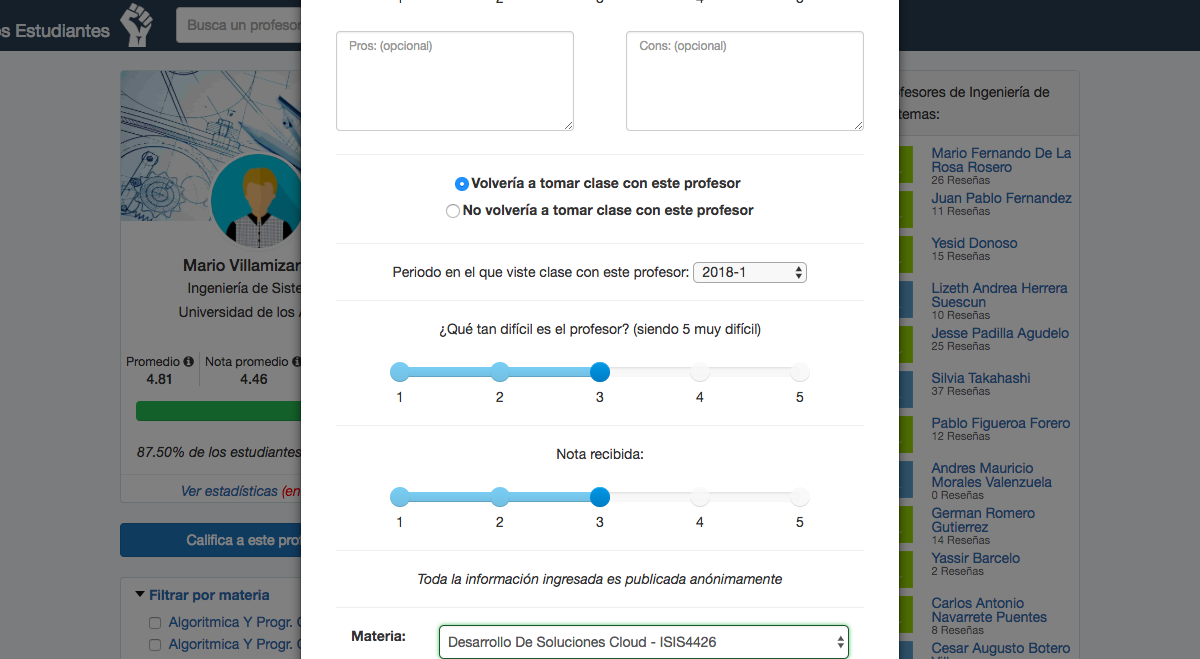 os Estudiantes
Busca un profesor
1 2 3 4 5
Pros: (opcional)
Cons: (opcional)
Volvería a tomar clase con este profesor
No volvería a tomar clase con este profesor
Periodo en el que viste clase con este profesor: 2018-1
¿Qué tan difícil es el profesor? (siendo 5 muy difícil)
1 2 3 4 5
Nota recibida:
1 2 3 4 5
Toda la información ingresada es publicada anónimamente
Materia: Desarrollo De Soluciones Cloud - ISIS4426
Mario Villamizar
Ingeniería de Siste
Universidad de los
Promedio
4.81
Nota promedio
4.46
87.50% de los estudiantes
Ver estadísticas (en
Califica a este prof
Filtrar por materia
Algoritmica Y Progr.
Algoritmica Y Progr.
fesores de Ingeniería de
temas:
Mario Fernando De La
Rosa Rosero
26 Reseñas
Juan Pablo Fernandez
11 Reseñas
Yesid Donoso
15 Reseñas
Lizeth Andrea Herrera
Suescun
10 Reseñas
Jesse Padilla Agudelo
25 Reseñas
Silvia Takahashi
37 Reseñas
Pablo Figueroa Forero
12 Reseñas
Andres Mauricio
Morales Valenzuela
0 Reseñas
German Romero
Gutierrez
14 Reseñas
Yassir Barcelo
2 Reseñas
Carlos Antonio
Navarrete Puentes
8 Reseñas
Cesar Augusto Botero